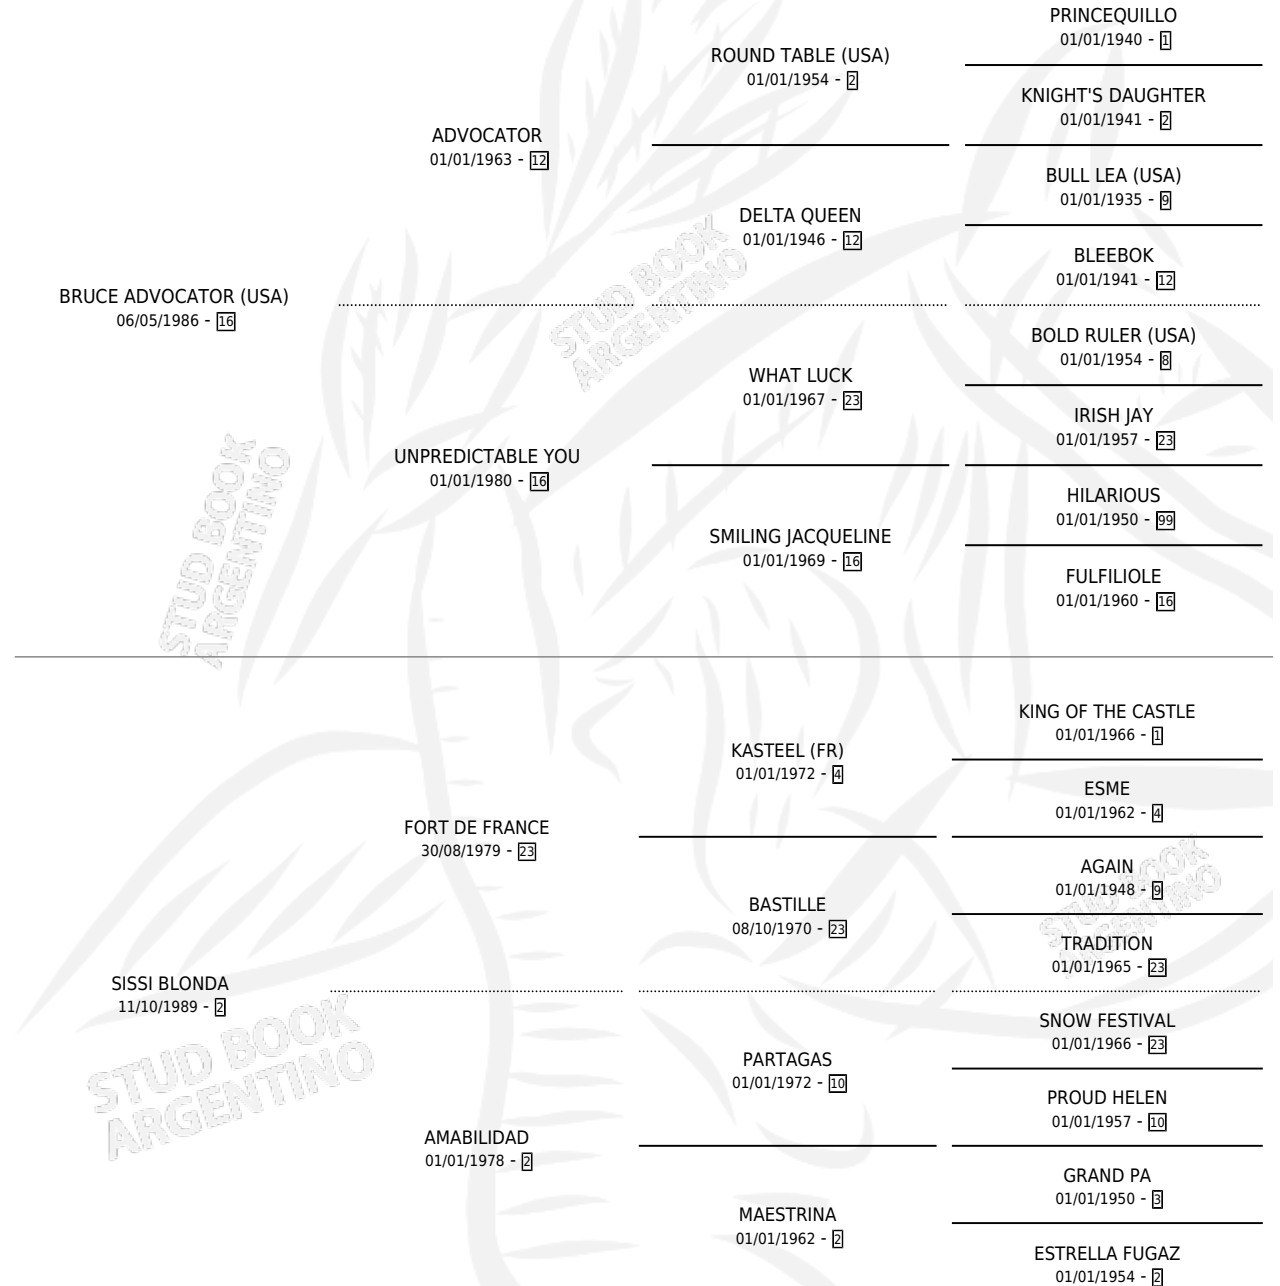 PRINCEQUILLO
01/01/1940 - 1
ROUND TABLE (USA)
01/01/1954 - 2
KNIGHT'S DAUGHTER
01/01/1941 - 2
ADVOCATOR
01/01/1963 - 12
BULL LEA (USA)
01/01/1935 - 9
DELTA QUEEN
01/01/1946 - 12
BLEEBOK
01/01/1941 - 12
BRUCE ADVOCATOR (USA)
06/05/1986 - 16
BOLD RULER (USA)
01/01/1954 - 8
WHAT LUCK
01/01/1967 - 23
IRISH JAY
01/01/1957 - 23
UNPREDICTABLE YOU
01/01/1980 - 16
HILARIOUS
01/01/1950 - 99
SMILING JACQUELINE
01/01/1969 - 16
FULFILIOLE
01/01/1960 - 16
KING OF THE CASTLE
01/01/1966 - 1
KASTEEL (FR)
01/01/1972 - 4
ESME
01/01/1962 - 4
FORT DE FRANCE
30/08/1979 - 23
AGAIN
01/01/1948 - 9
BASTILLE
08/10/1970 - 23
TRADITION
01/01/1965 - 23
SISSI BLONDA
11/10/1989 - 2
SNOW FESTIVAL
01/01/1966 - 23
PARTAGAS
01/01/1972 - 10
PROUD HELEN
01/01/1957 - 10
AMABILIDAD
01/01/1978 - 2
GRAND PA
01/01/1950 - 3
MAESTRINA
01/01/1962 - 2
ESTRELLA FUGAZ
01/01/1954 - 2
STUD BOOK
ARGENTINO
STUD BOOK
ARGENTINO
STUD BOOK
ARGENTINO
STUD BOOK
ARGENTINO